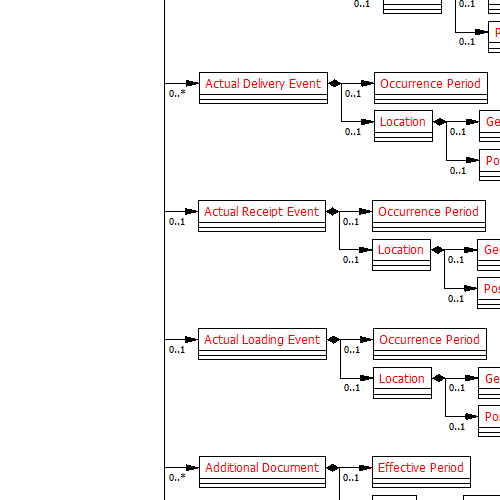 0..1
0..1
P
Actual Delivery Event
Occurrence Period
0..*
0..1
Location
Ge
0..1
0..1
Po
0..1
Actual Receipt Event
Occurrence Period
0..1
0..1
Location
Geo
0..1
0..1
Pos
0..1
Actual Loading Event
Occurrence Period
0..1
0..1
Location
Ge
0..1
0..1
Po
0..1
Additional Document
Effective Period
0..*
0..1